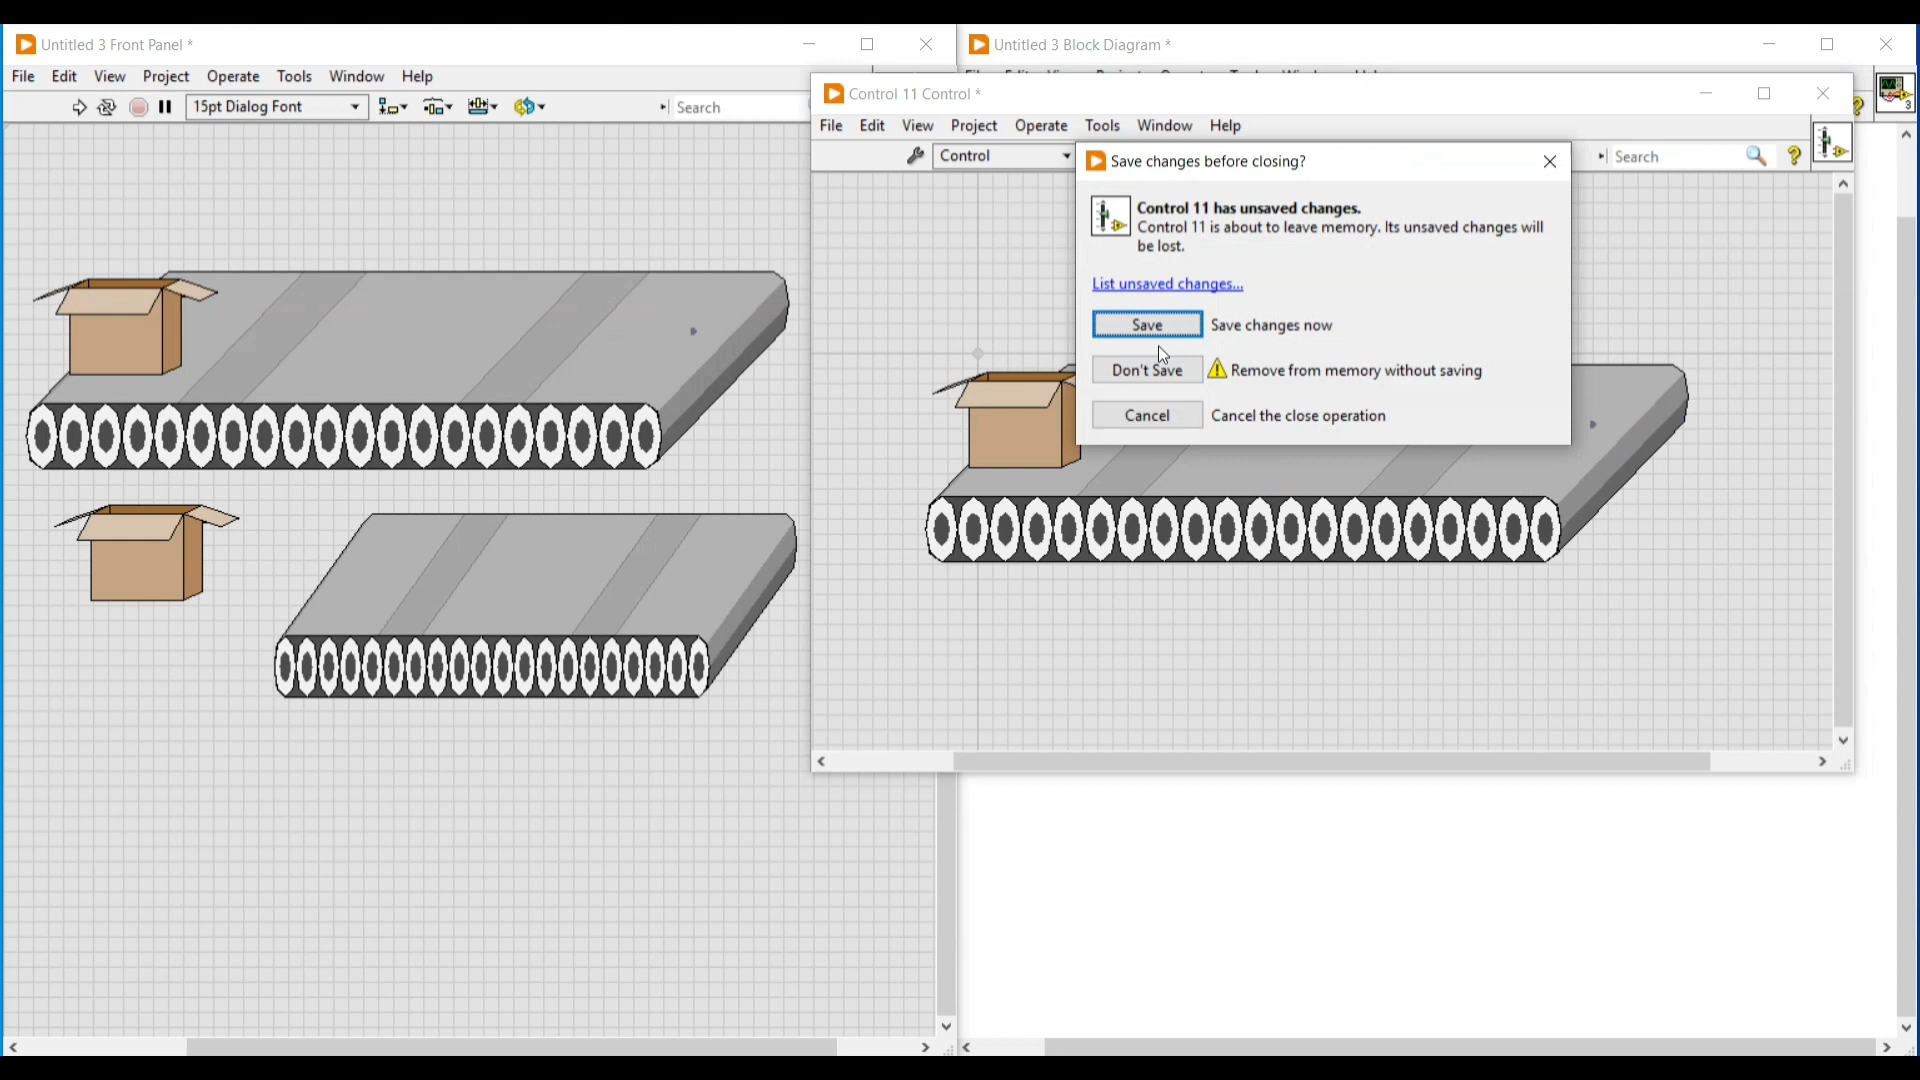 Untitled 3 Front Panel *
File Edit View Project Operate Tools Window Help
15pt Dialog Font
Search
Untitled 3 Block Diagram *
3
Control 11 Control *
File Edit View Project Operate Tools Window Help
Control
Search
Save changes before closing?
Control 11 has unsaved changes.
Control 11 is about to leave memory. Its unsaved changes will
be lost.
List unsaved changes...
Save Save changes now
Don't Save Remove from memory without saving
Cancel Cancel the close operation